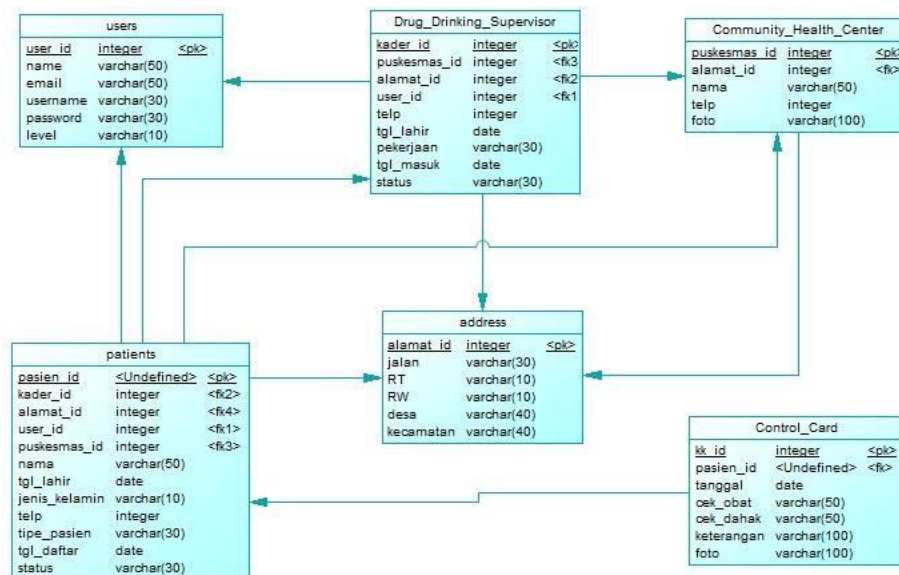 users
user_id integer <pk>
name varchar(50)
email varchar(50)
username varchar(30)
password varchar(30)
level varchar(10)
Drug_Drinking_Supervisor
kader_id integer <pk>
puskesmas_id integer <fk3
alamat_id integer <fk2
user_id integer <fk1
telp integer
tgl_lahir date
pekerjaan varchar(30)
tgl_masuk date
status varchar(30)
Community_Health_Center
puskesmas_id integer <pk>
alamat_id integer <fk>
nama varchar(50)
telp integer
foto varchar(100)
patients
pasien_id <Undefined> <pk>
kader_id integer <fk2>
alamat_id integer <fk4>
user_id integer <fk1>
puskesmas_id integer <fk3>
nama varchar(50)
tgl_lahir date
jenis_kelamin varchar(10)
telp integer
tipe_pasien varchar(30)
tgl_daftar date
status varchar(30)
address
alamat_id integer <pk>
jalan varchar(30)
RT varchar(10)
RW varchar(10)
desa varchar(40)
kecamatan varchar(40)
Control_Card
kk_id integer <pk>
pasien_id <Undefined> <fk>
tanggal date
cek_obat varchar(50)
cek_dahak varchar(50)
keterangan varchar(100)
foto varchar(100)